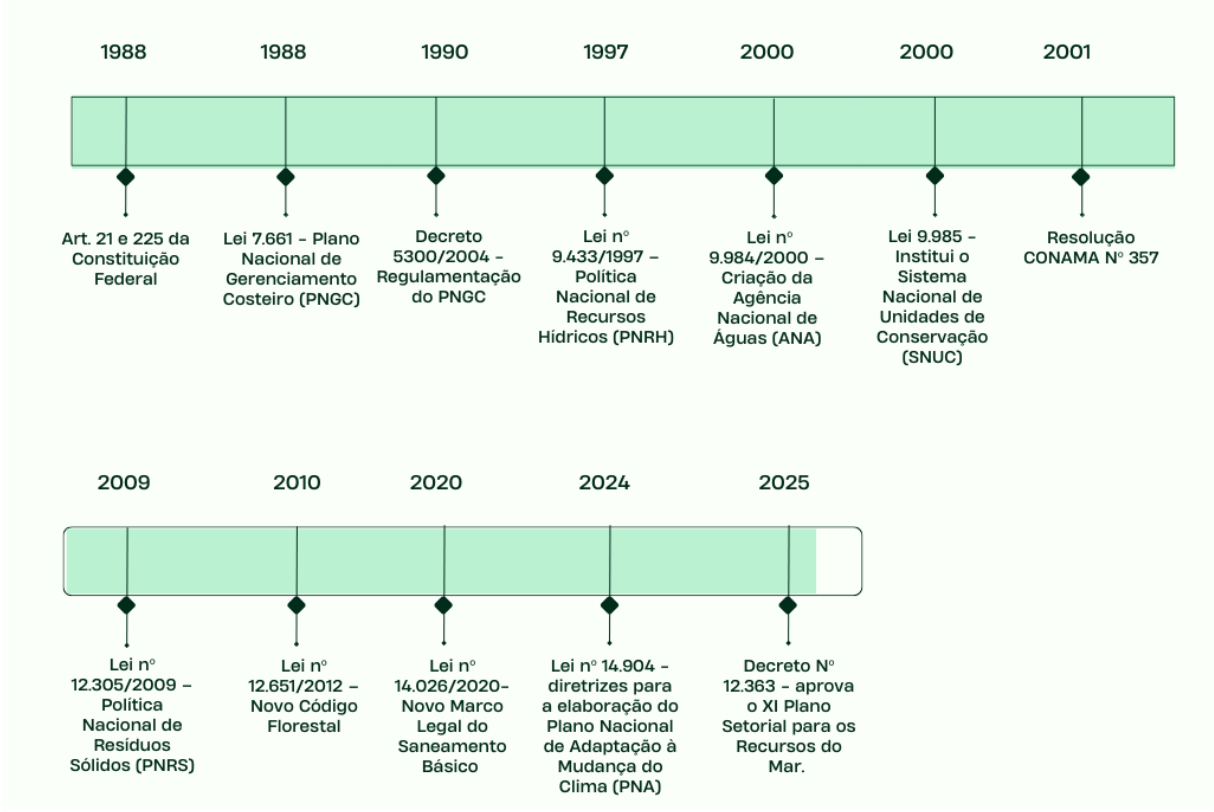 1988
1988
1990
1997
2000
2000
2001
Art. 21 e 225 da
Constituição
Federal
Lei 7.661 - Plano
Nacional de
Gerenciamento
Costeiro (PNGC)
Decreto
5300/2004 -
Regulamentação
do PNGC
Lei nº
9.433/1997 –
Política
Nacional de
Recursos
Hídricos (PNRH)
Lei nº
9.984/2000 –
Criação da
Agência
Nacional de
Águas (ANA)
Lei 9.985 -
Institui o
Sistema
Nacional de
Unidades de
Conservação
(SNUC)
Resolução
CONAMA Nº 357
2009
2010
2020
2024
2025
Lei nº
12.305/2009 –
Política
Nacional de
Resíduos
Sólidos (PNRS)
Lei nº
12.651/2012 –
Novo Código
Florestal
Lei nº
14.026/2020-
Novo Marco
Legal do
Saneamento
Básico
Lei nº 14.904 -
diretrizes para
a elaboração do
Plano Nacional
de Adaptação à
Mudança do
Clima (PNA)
Decreto Nº
12.363 - aprova
o XI Plano
Setorial para os
Recursos do
Mar.